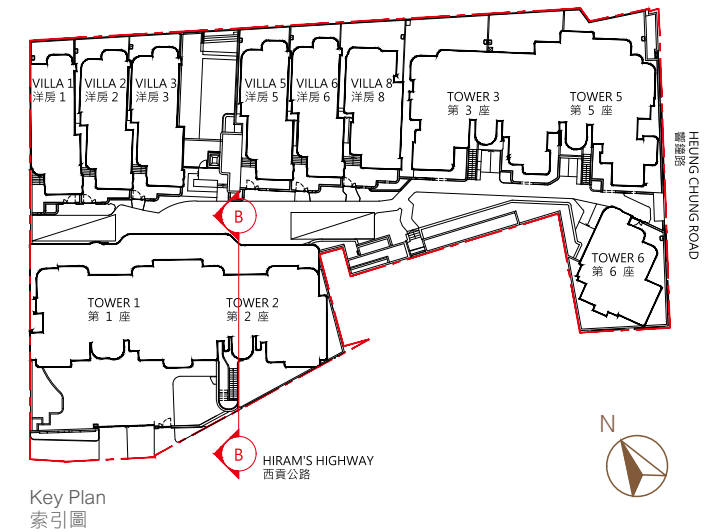 VILLA 1
洋房 1
VILLA 2
洋房 2
VILLA 3
洋房 3
VILLA 5
洋房 5
VILLA 6
洋房 6
VILLA 8
洋房 8
TOWER 3
第 3 座
TOWER 5
第 5 座
HEUNG CHUNG ROAD
響鐘路
B
TOWER 6
第 6 座
TOWER 1
第 1 座
TOWER 2
第 2 座
N
B
HIRAM'S HIGHWAY
西貢公路
Key Plan
索引圖